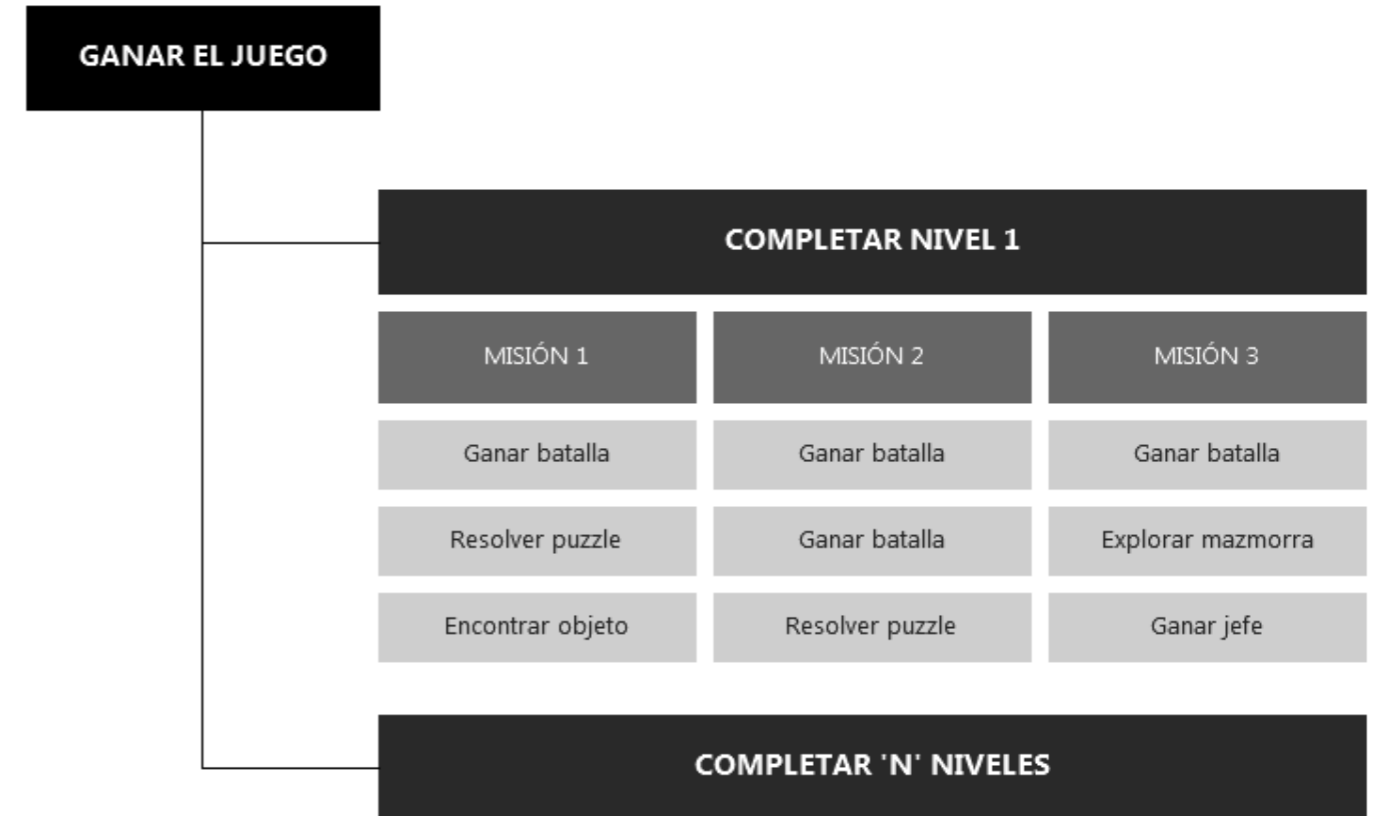 GANAR EL JUEGO
COMPLETAR NIVEL 1
MISIÓN 1
MISIÓN 2
MISIÓN 3
Ganar batalla
Ganar batalla
Ganar batalla
Resolver puzzle
Ganar batalla
Explorar mazmorra
Encontrar objeto
Resolver puzzle
Ganar jefe
COMPLETAR 'N' NIVELES